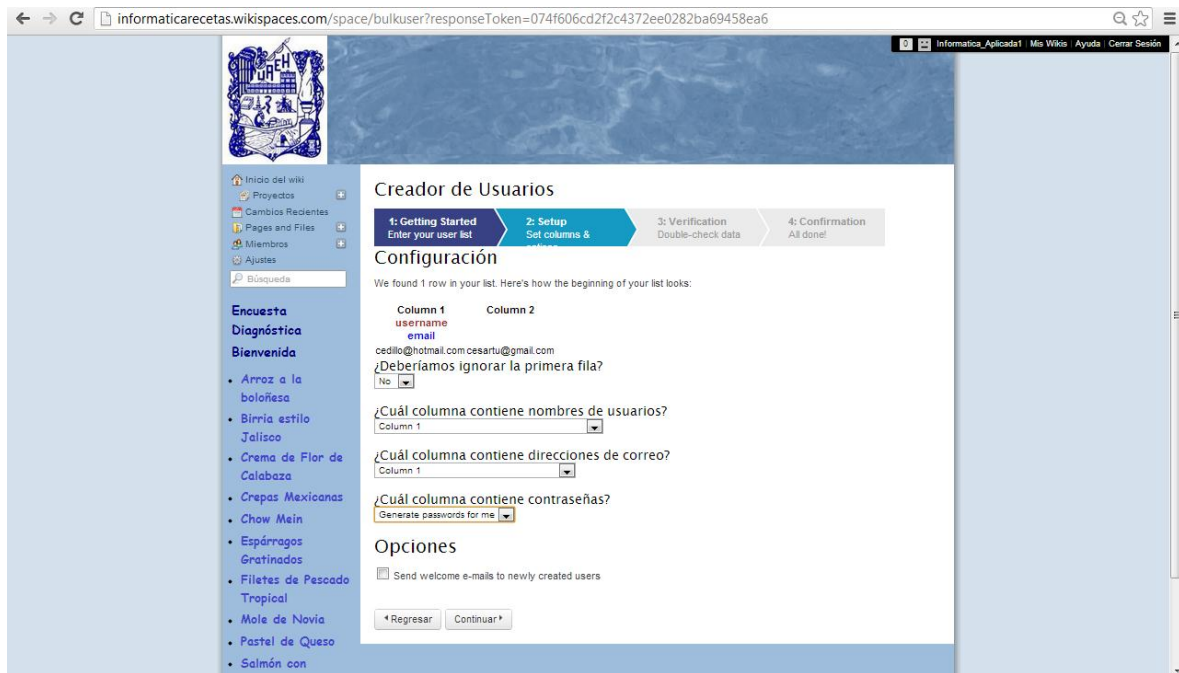 informaticarecetas.wikispaces.com/space/bulkuser?responseToken=074f606cd2f2c4372ee0282ba69458ea6
0 Informatica_Aplicada1 | Mis Wikis | Ayuda | Cerrar Sesión
UAEH
Inicio del wiki
Proyectos
Cambios Recientes
Pages and Files
Miembros
Ajustes
Búsqueda
Encuesta
Diagnóstica
Bienvenida
• Arroz a la
boloñesa
• Birria estilo
Jalisco
• Crema de Flor de
Calabaza
• Crepas Mexicanas
• Chow Mein
• Espárragos
Gratinados
• Filetes de Pescado
Tropical
• Mole de Novia
• Pastel de Queso
• Salmón con
Creador de Usuarios
1: Getting Started
Enter your user list
2: Setup
Set columns &
options
3: Verification
Double-check data
4: Confirmation
All done!
Configuración
We found 1 row in your list. Here's how the beginning of your list looks:
Column 1 Column 2
username
email
cedillo@hotmail.com cesartu@gmail.com
¿Deberíamos ignorar la primera fila?
No
¿Cuál columna contiene nombres de usuarios?
Column 1
¿Cuál columna contiene direcciones de correo?
Column 1
¿Cuál columna contiene contraseñas?
Generate passwords for me
Opciones
Send welcome e-mails to newly created users
Regresar Continuar